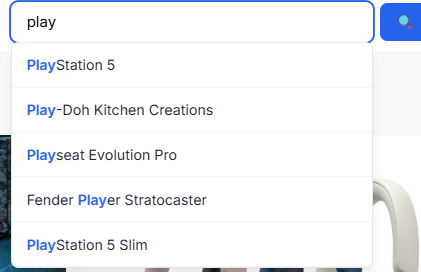 play
PlayStation 5
Play-Doh Kitchen Creations
Playseat Evolution Pro
Fender Player Stratocaster
PlayStation 5 Slim